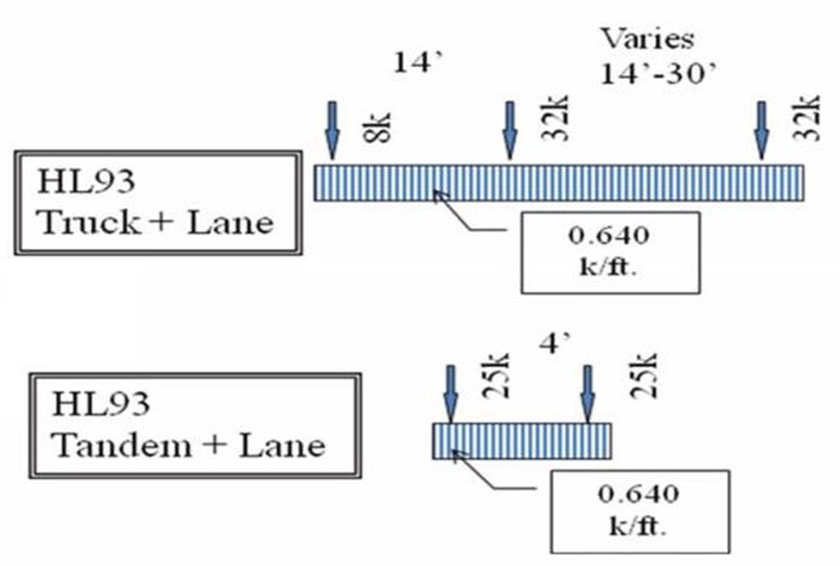 14’
Varies
14’-30’
8k
32k
32k
HL93
Truck + Lane
0.640
k/ft.
4’
25k
25k
HL93
Tandem + Lane
0.640
k/ft.